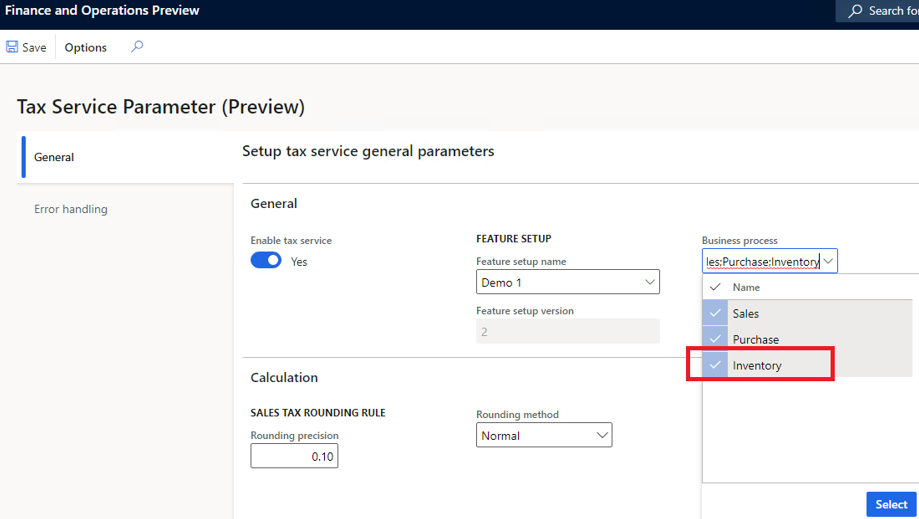 Finance and Operations Preview
Search for
Save
Options
Tax Service Parameter (Preview)
General
Error handling
Setup tax service general parameters
General
Enable tax service
Yes
FEATURE SETUP
Feature setup name
Demo 1
Feature setup version
2
Business process
les;Purchase;Inventory
Name
Sales
Purchase
Inventory
Calculation
SALES TAX ROUNDING RULE
Rounding precision
0.10
Rounding method
Normal
Select